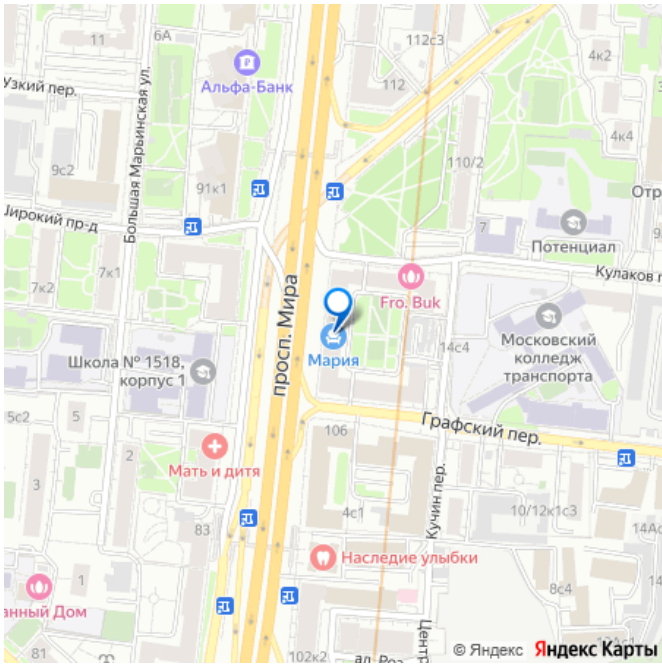 11
6А
112с3
4к2
Альфа-Банк
Узкий пер.
112
Большая Марьинская ул.
4к4
9с2
110/2
91к1
Отр
Широкий пр-д
7
Потенциал
9
7к1
Кулаков п
7к2
Fro. Buk
просп. Мира
Мария
14с4
Московский
колледж
транспорта
Школа № 1518,
корпус 1
5с2
5
Графский пер.
106
2
Мать и дитя
3
Кучин пер.
10/12к1с3
4с1
83
14Ас
Наследие улыбки
1
8с4
анный Дом
Центр
81
102к2
ад. Роз
© Яндекс Яндекс Карты